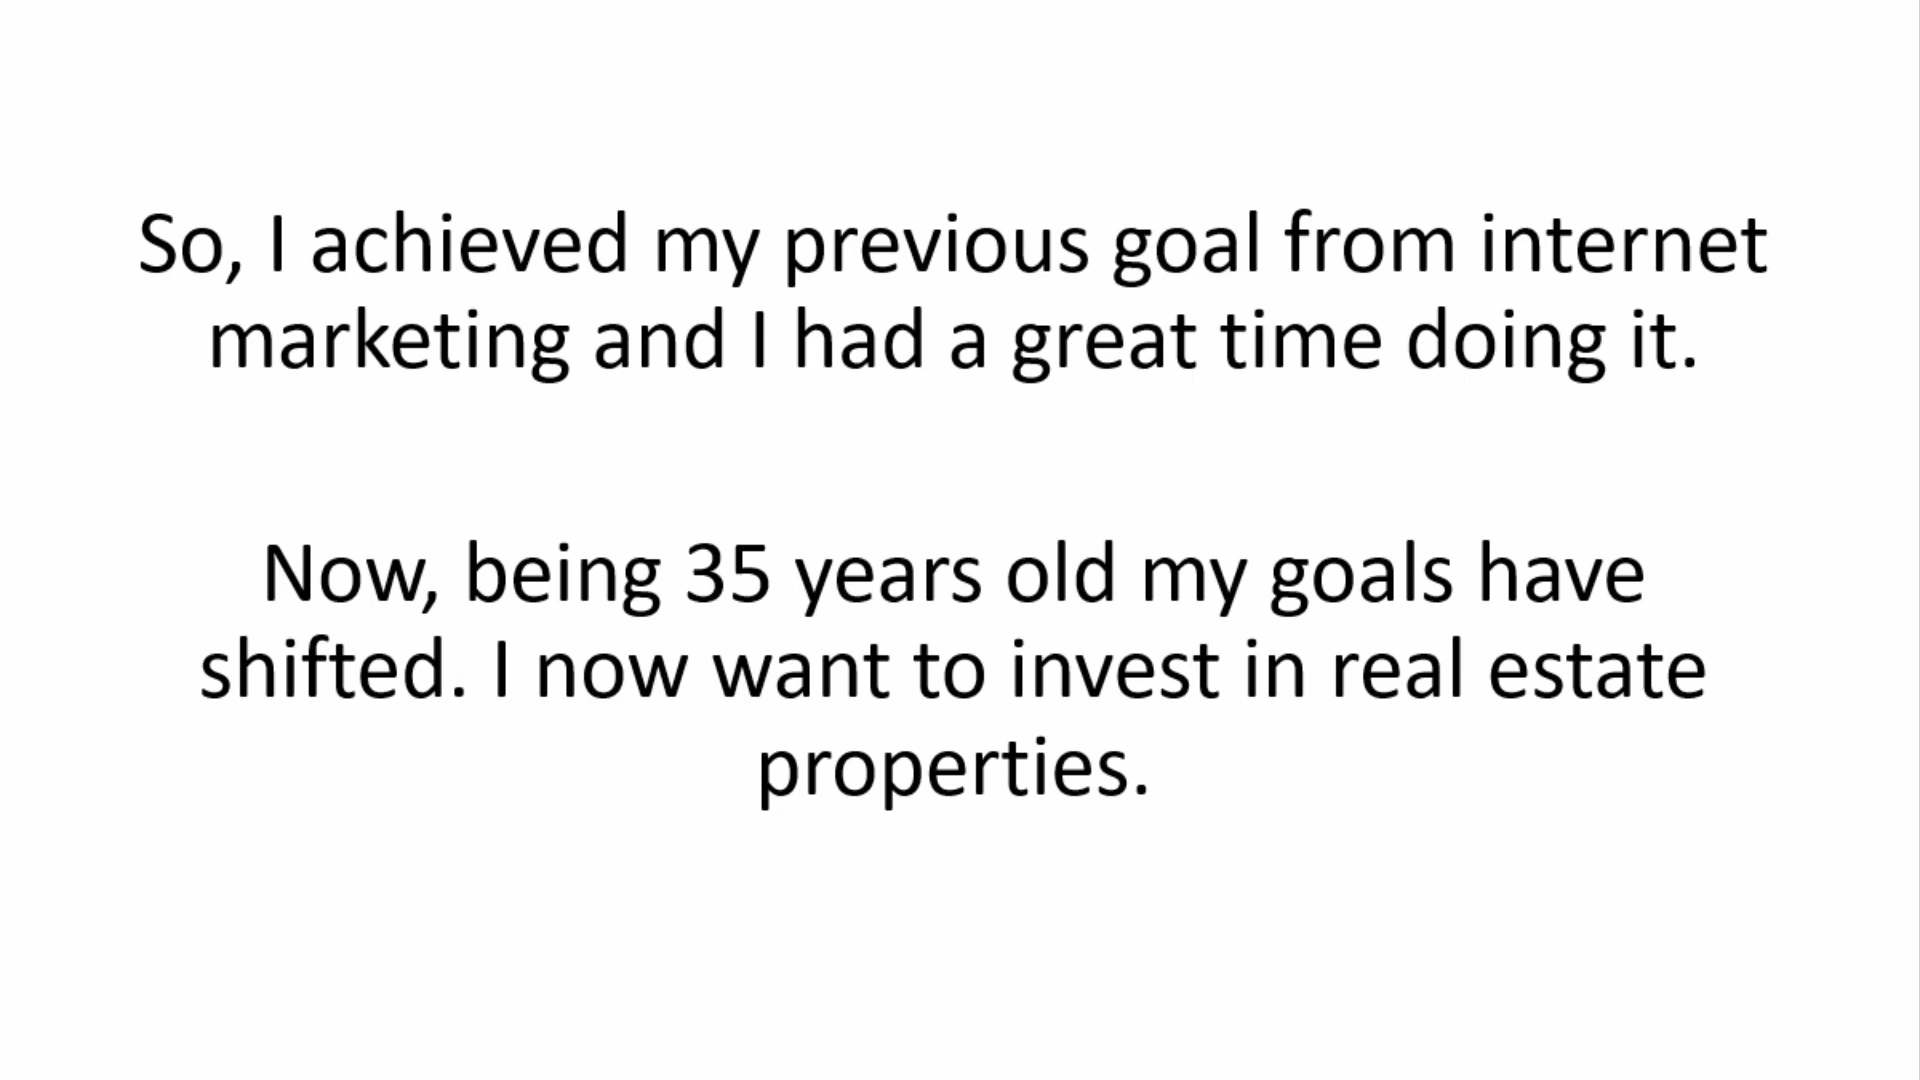 So, I achieved my previous goal from internet
marketing and I had a great time doing it.
Now, being 35 years old my goals have
shifted. I now want to invest in real estate
properties.